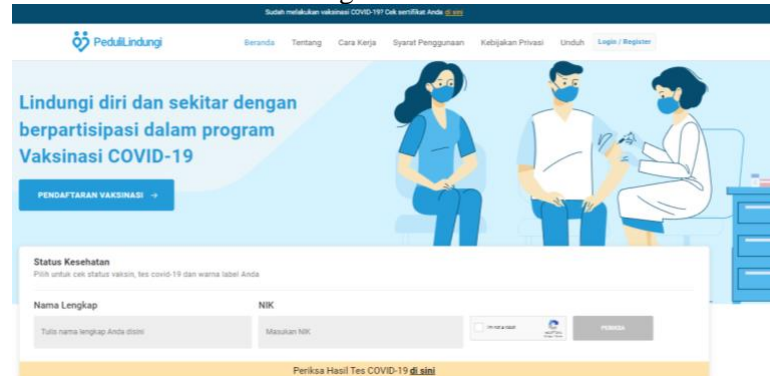 Sudah melakukan vaksinasi COVID-19? Cek sertifikat Anda di sini
PeduliLindungi
Beranda Tentang Cara Kerja Syarat Penggunaan Kebijakan Privasi Unduh Login / Register
Lindungi diri dan sekitar dengan
berpartisipasi dalam program
Vaksinasi COVID-19
PENDAFTARAN VAKSINASI →
Status Kesehatan
Pilih untuk cek status vaksin, tes covid-19 dan warna label Anda
Nama Lengkap NIK
Tulis nama lengkap Anda disini Masukan NIK I'm not a robot PERIKSA
Periksa Hasil Tes COVID-19 di sini